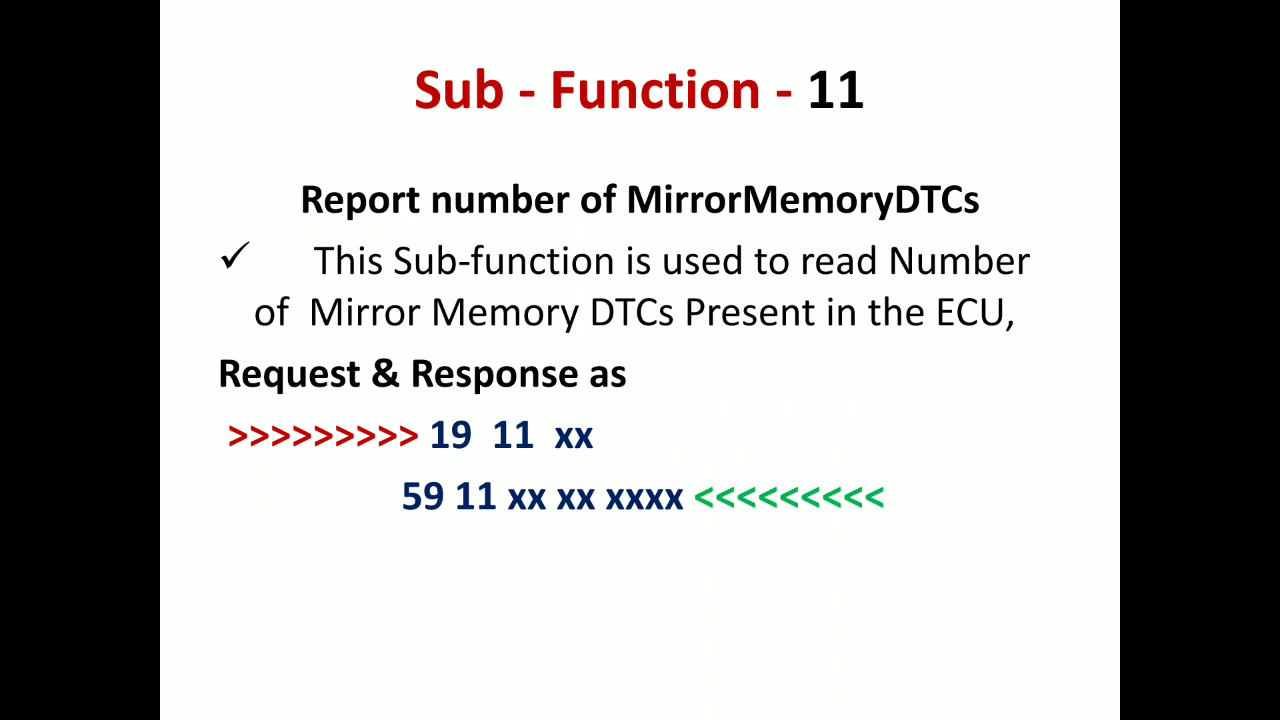 Sub - Function - 11
Report number of MirrorMemoryDTCs
✓ This Sub-function is used to read Number
of Mirror Memory DTCs Present in the ECU,
Request & Response as
>>>>>>>>> 19 11 xx
59 11 xx xx xxxx <<<<<<<<<